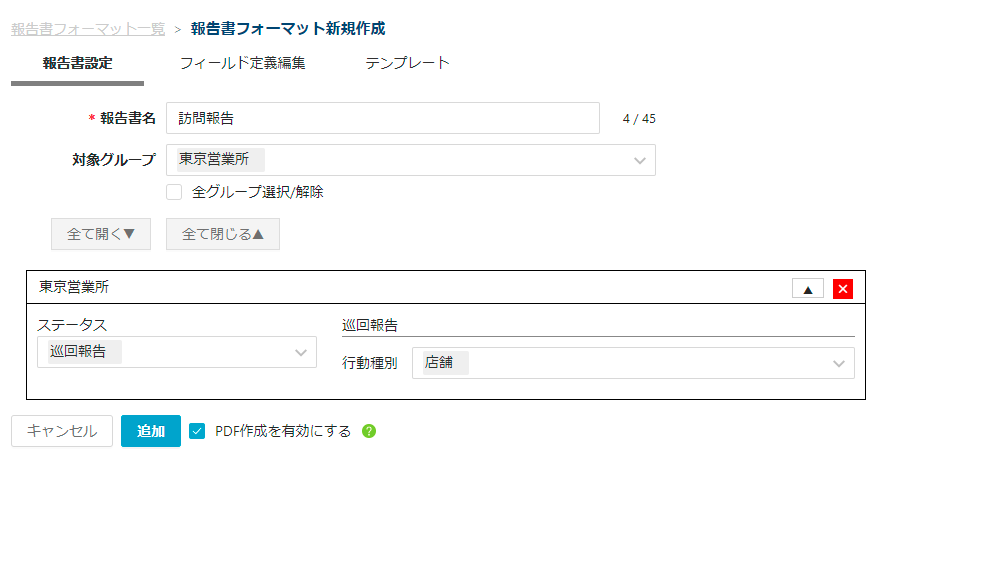 報告書フォーマット一覧 > 報告書フォーマット新規作成
報告書設定 フィールド定義編集 テンプレート
* 報告書名 訪問報告 4 / 45
対象グループ 東京営業所
全グループ選択/解除
全て開く▼ 全て閉じる▲
東京営業所 ▲ ×
ステータス 巡回報告
巡回報告 行動種別 店舗
キャンセル 追加 PDF作成を有効にする ?